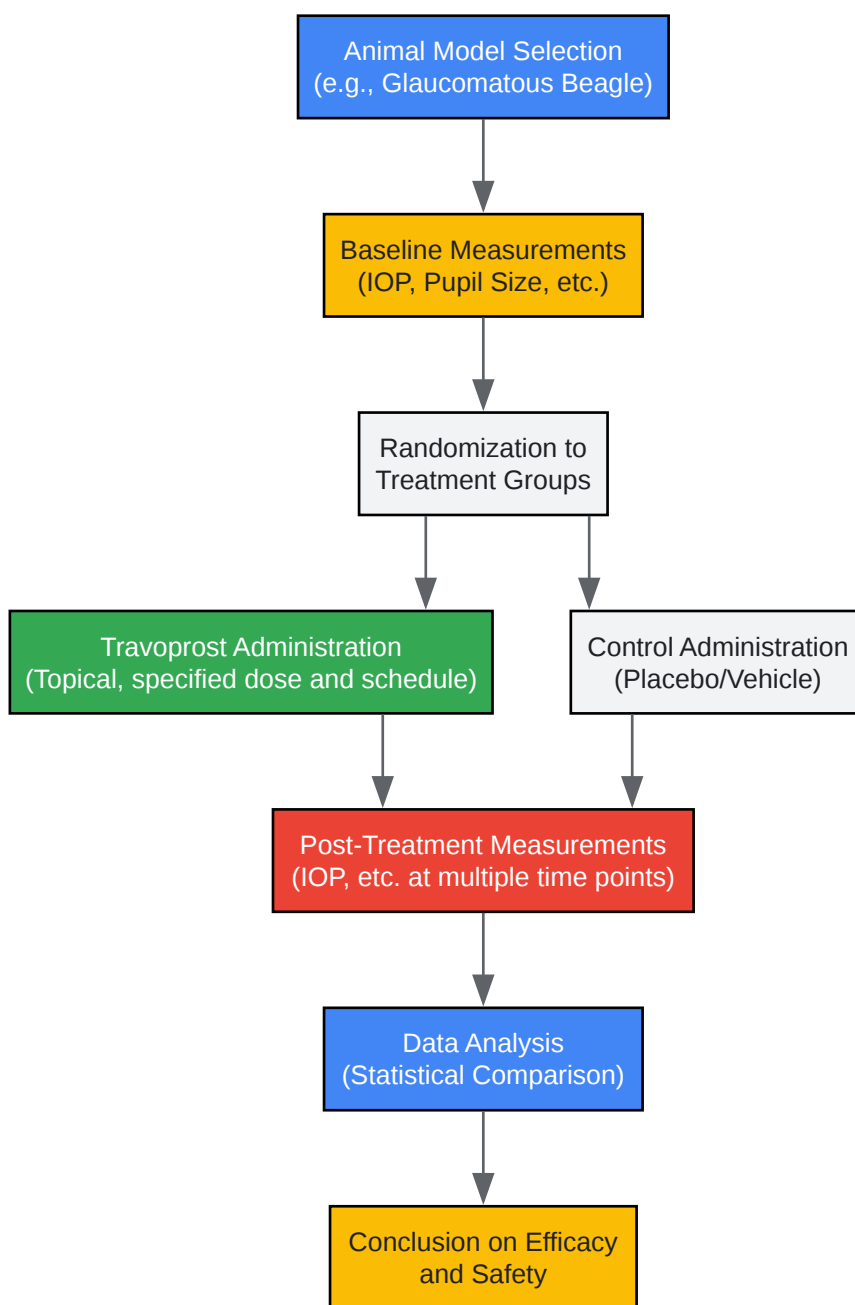 Animal Model Selection
(e.g., Glaucomatous Beagle)
Baseline Measurements
(IOP, Pupil Size, etc.)
Randomization to
Treatment Groups
Travoprost Administration
(Topical, specified dose and schedule)
Control Administration
(Placebo/Vehicle)
Post-Treatment Measurements
(IOP, etc. at multiple time points)
Data Analysis
(Statistical Comparison)
Conclusion on Efficacy
and Safety